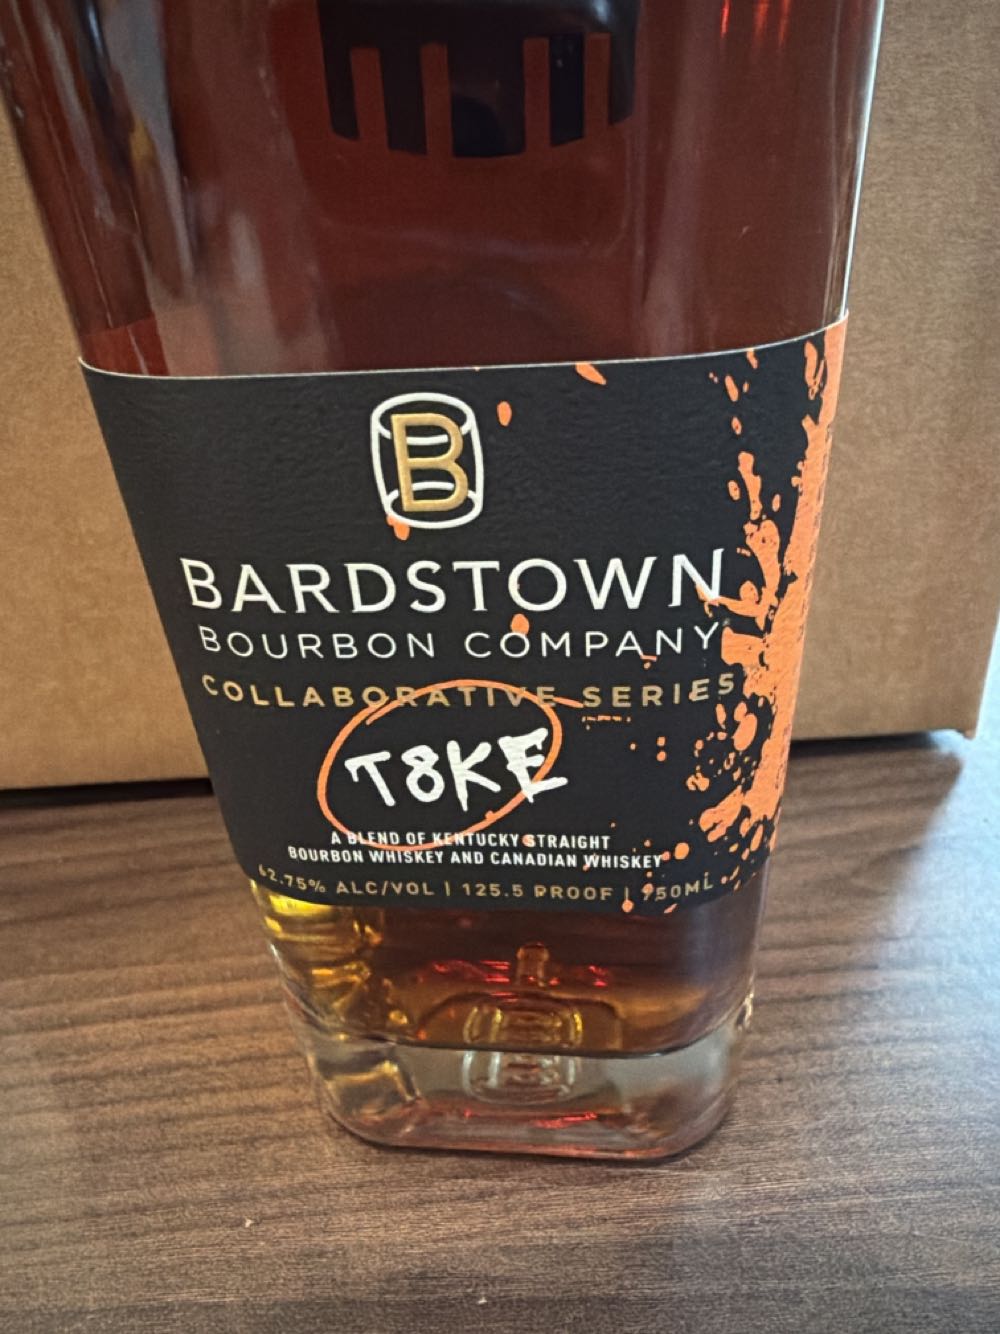 B
BARDSTOWN
BOURBON COMPANY
COLLABORATIVE SERIES
T8KE
A BLEND OF KENTUCKY STRAIGHT
BOURBON WHISKEY AND CANADIAN WHISKEY
62.75% ALC/VOL | 125.5 PROOF | 750ML